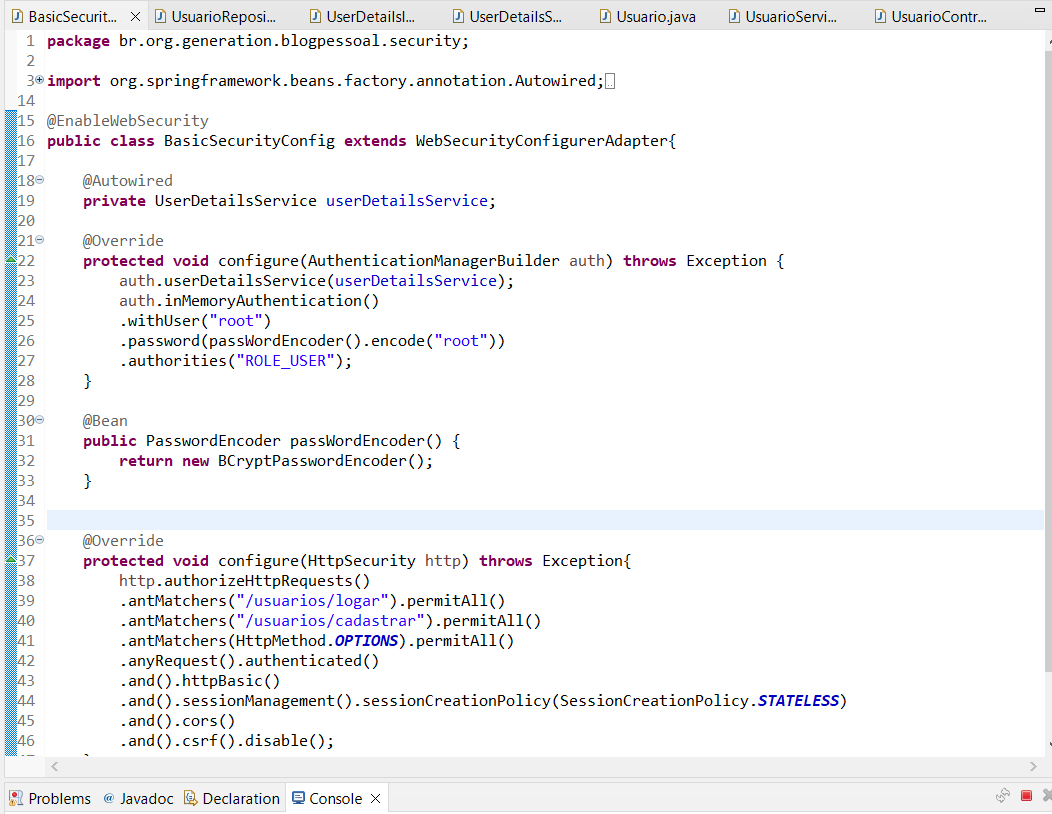 BasicSecurit... UsuarioReposi... UserDetailsI... UserDetailsS... Usuario.java UsuarioServi... UsuarioContr...
1 package br.org.generation.blogpessoal.security;
2
3 import org.springframework.beans.factory.annotation.Autowired;
14
15 @EnableWebSecurity
16 public class BasicSecurityConfig extends WebSecurityConfigurerAdapter{
17
18 @Autowired
19 private UserDetailsService userDetailsService;
20
21 @Override
22 protected void configure(AuthenticationManagerBuilder auth) throws Exception {
23 auth.userDetailsService(userDetailsService);
24 auth.inMemoryAuthentication()
25 .withUser("root")
26 .password(passWordEncoder().encode("root"))
27 .authorities("ROLE_USER");
28 }
29
30 @Bean
31 public PasswordEncoder passWordEncoder() {
32 return new BCryptPasswordEncoder();
33 }
34
35
36 @Override
37 protected void configure(HttpSecurity http) throws Exception{
38 http.authorizeHttpRequests()
39 .antMatchers("/usuarios/logar").permitAll()
40 .antMatchers("/usuarios/cadastrar").permitAll()
41 .antMatchers(HttpMethod.OPTIONS).permitAll()
42 .anyRequest().authenticated()
43 .and().httpBasic()
44 .and().sessionManagement().sessionCreationPolicy(SessionCreationPolicy.STATELESS)
45 .and().cors()
46 .and().csrf().disable();
Problems @ Javadoc Declaration Console